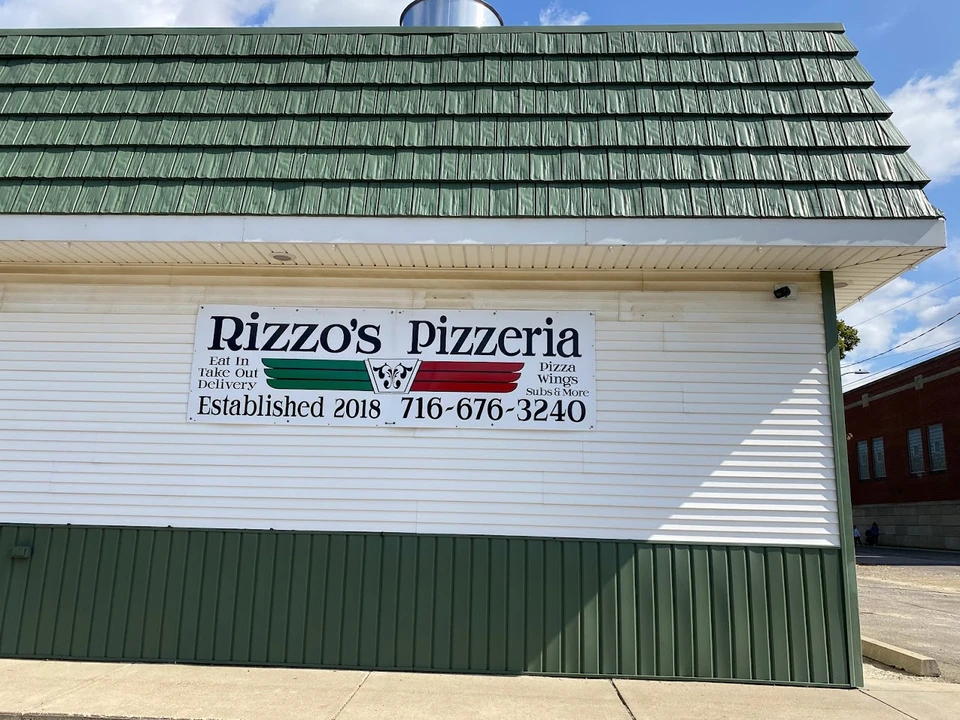 Rizzo's Pizzeria
Eat In
Take Out
Delivery
Pizza
Wings
Subs & More
Established 2018 716-676-3240